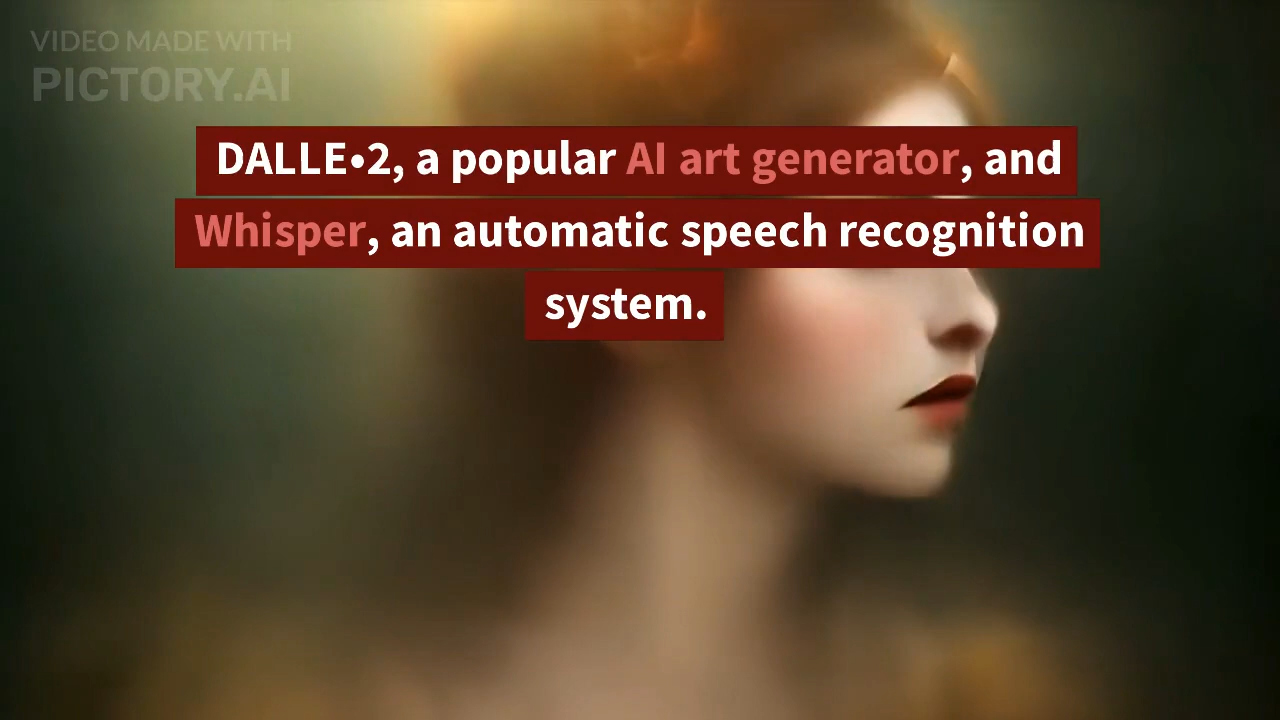 VIDEO MADE WITH
PICTORY.AI
DALLE•2, a popular AI art generator, and
Whisper, an automatic speech recognition
system.